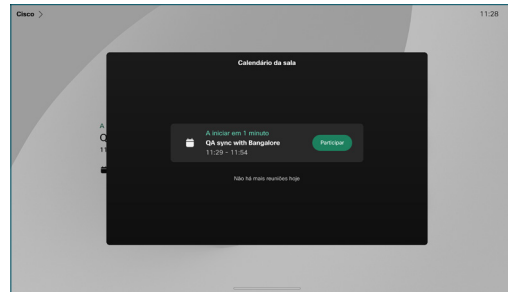 Cisco
11:28
Calendário da sala
A
Q
11
A iniciar em 1 minuto
QA sync with Bangalore
11:29 – 11:54
Participar
Não há mais reuniões hoje